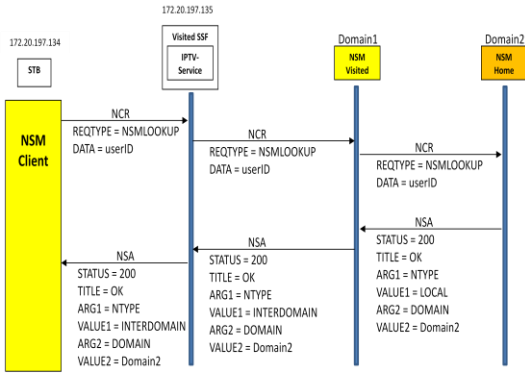 172.20.197.135
172.20.197.134
Visited SSF
IPTV-
Service
STB
Domain1
NSM
Visited
Domain2
NSM
Home
NSM
Client
NCR
REQTYPE = NSMLOOKUP
DATA = userID
NCR
REQTYPE = NSMLOOKUP
DATA = userID
NCR
REQTYPE = NSMLOOKUP
DATA = userID
NSA
STATUS = 200
TITLE = OK
ARG1 = NTYPE
VALUE1 = LOCAL
ARG2 = DOMAIN
VALUE2 = Domain2
NSA
STATUS = 200
TITLE = OK
ARG1 = NTYPE
VALUE1 = INTERDOMAIN
ARG2 = DOMAIN
VALUE2 = Domain2
NSA
STATUS = 200
TITLE = OK
ARG1 = NTYPE
VALUE1 = INTERDOMAIN
ARG2 = DOMAIN
VALUE2 = Domain2